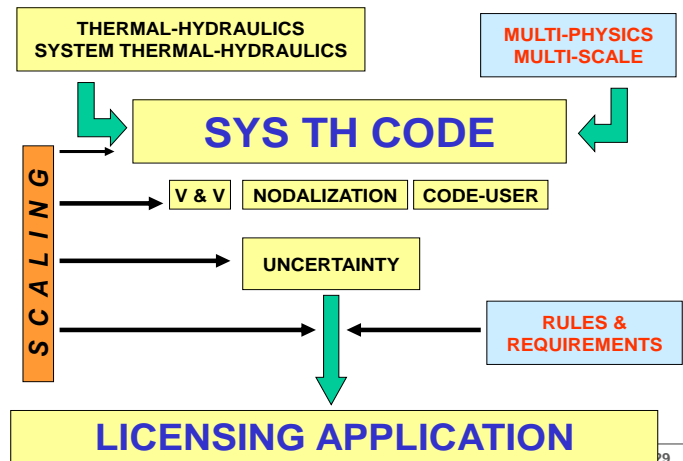 THERMAL-HYDRAULICS
SYSTEM THERMAL-HYDRAULICS
MULTI-PHYSICS
MULTI-SCALE
SYS TH CODE
SCALING
V & V
NODALIZATION
CODE-USER
UNCERTAINTY
RULES &
REQUIREMENTS
LICENSING APPLICATION
29